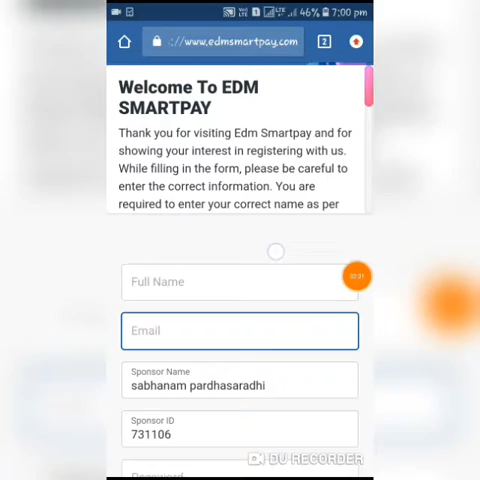 46% 7:00 pm
://www.edmsmartpay.com
2
Welcome To EDM
SMARTPAY
Thank you for visiting Edm Smartpay and for
showing your interest in registering with us.
While filling in the form, please be careful to
enter the correct information. You are
required to enter your correct name as per
Full Name
Email
Sponsor Name
sabhanam pardhasaradhi
Sponsor ID
731106
DU RECORDER
Password